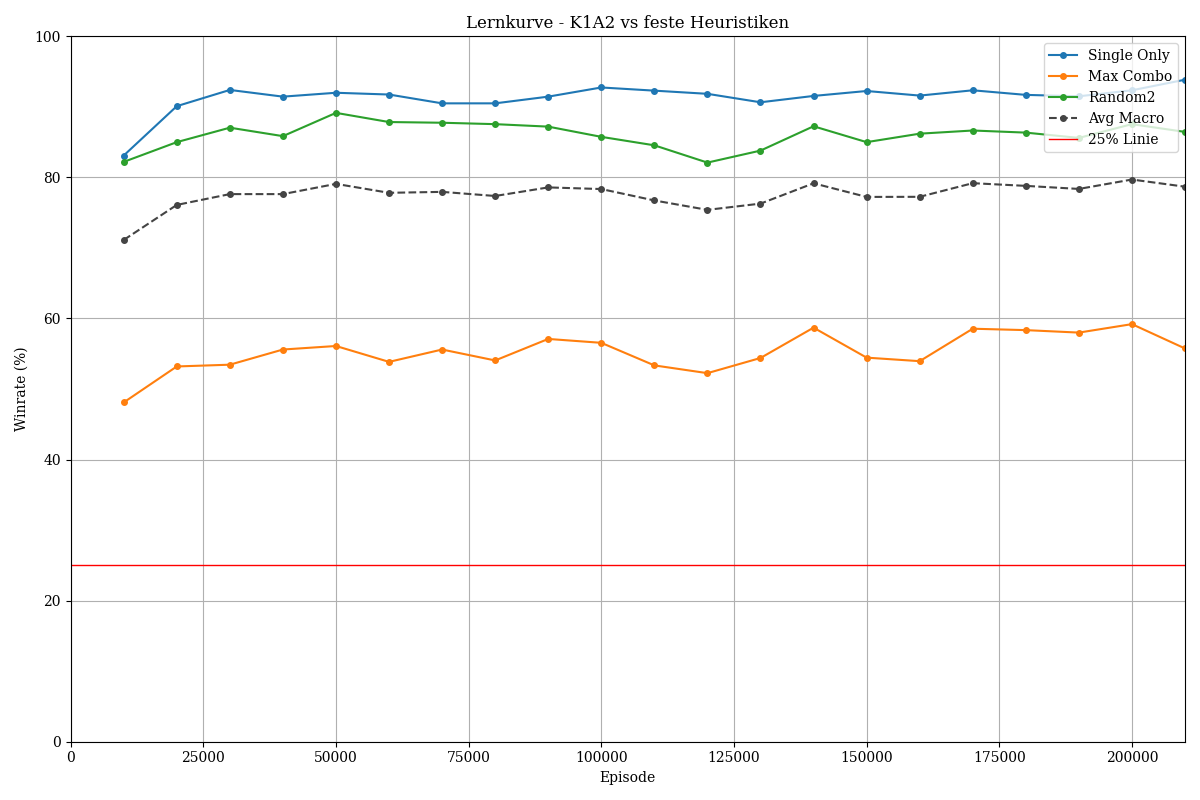 Lernkurve - K1A2 vs feste Heuristiken
100
80
60
40
20
0
Winrate (%)
Single Only
Max Combo
Random2
Avg Macro
25% Linie
0 25000 50000 75000 100000 125000 150000 175000 200000
Episode